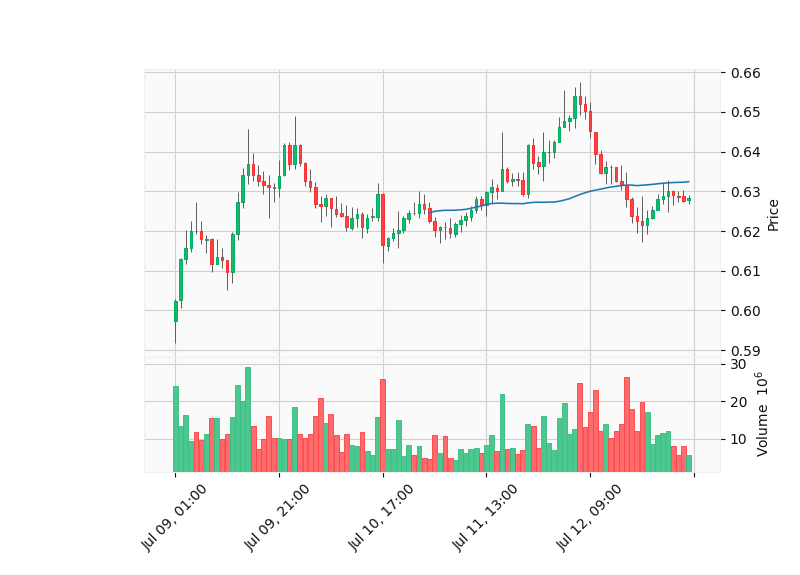 0.66
0.65
0.64
0.63
0.62
0.61
0.60
0.59
Price
30
20
10
Volume 10^6
Jul 09, 01:00
Jul 09, 21:00
Jul 10, 17:00
Jul 11, 13:00
Jul 12, 09:00